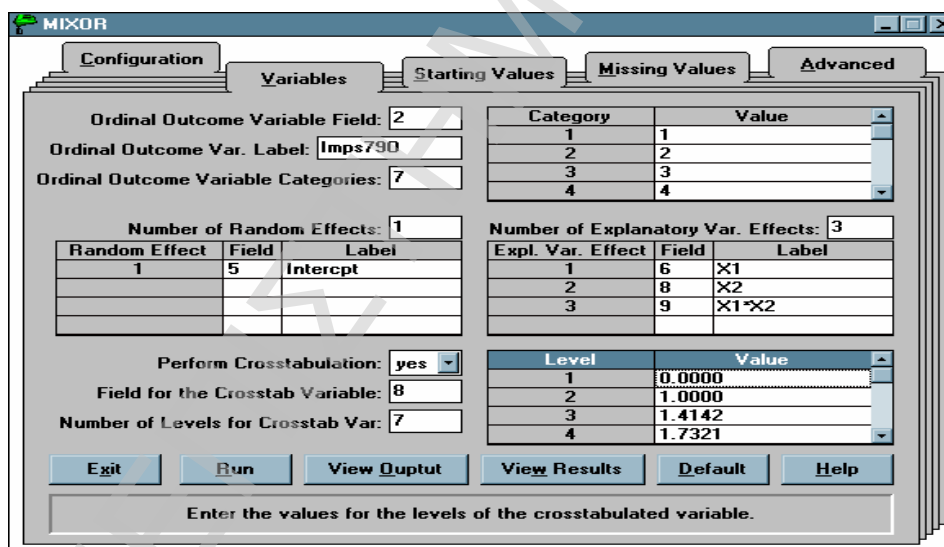 MIXOR
Configuration
Variables
Starting Values
Missing Values
Advanced
Ordinal Outcome Variable Field: 2
Ordinal Outcome Var. Label: Imps79O
Ordinal Outcome Variable Categories: 7
Category Value
1 1
2 2
3 3
4 4
Number of Random Effects: 1
Random Effect Field Label
1 5 Intercpt
Number of Explanatory Var. Effects: 3
Expl. Var. Effect Field Label
1 6 X1
2 8 X2
3 9 X1*X2
Perform Crosstabulation: yes
Field for the Crosstab Variable: 8
Number of Levels for Crosstab Var: 7
Level Value
1 0.0000
2 1.0000
3 1.4142
4 1.7321
Exit
Run
View Ouptut
View Results
Default
Help
Enter the values for the levels of the crosstabulated variable.